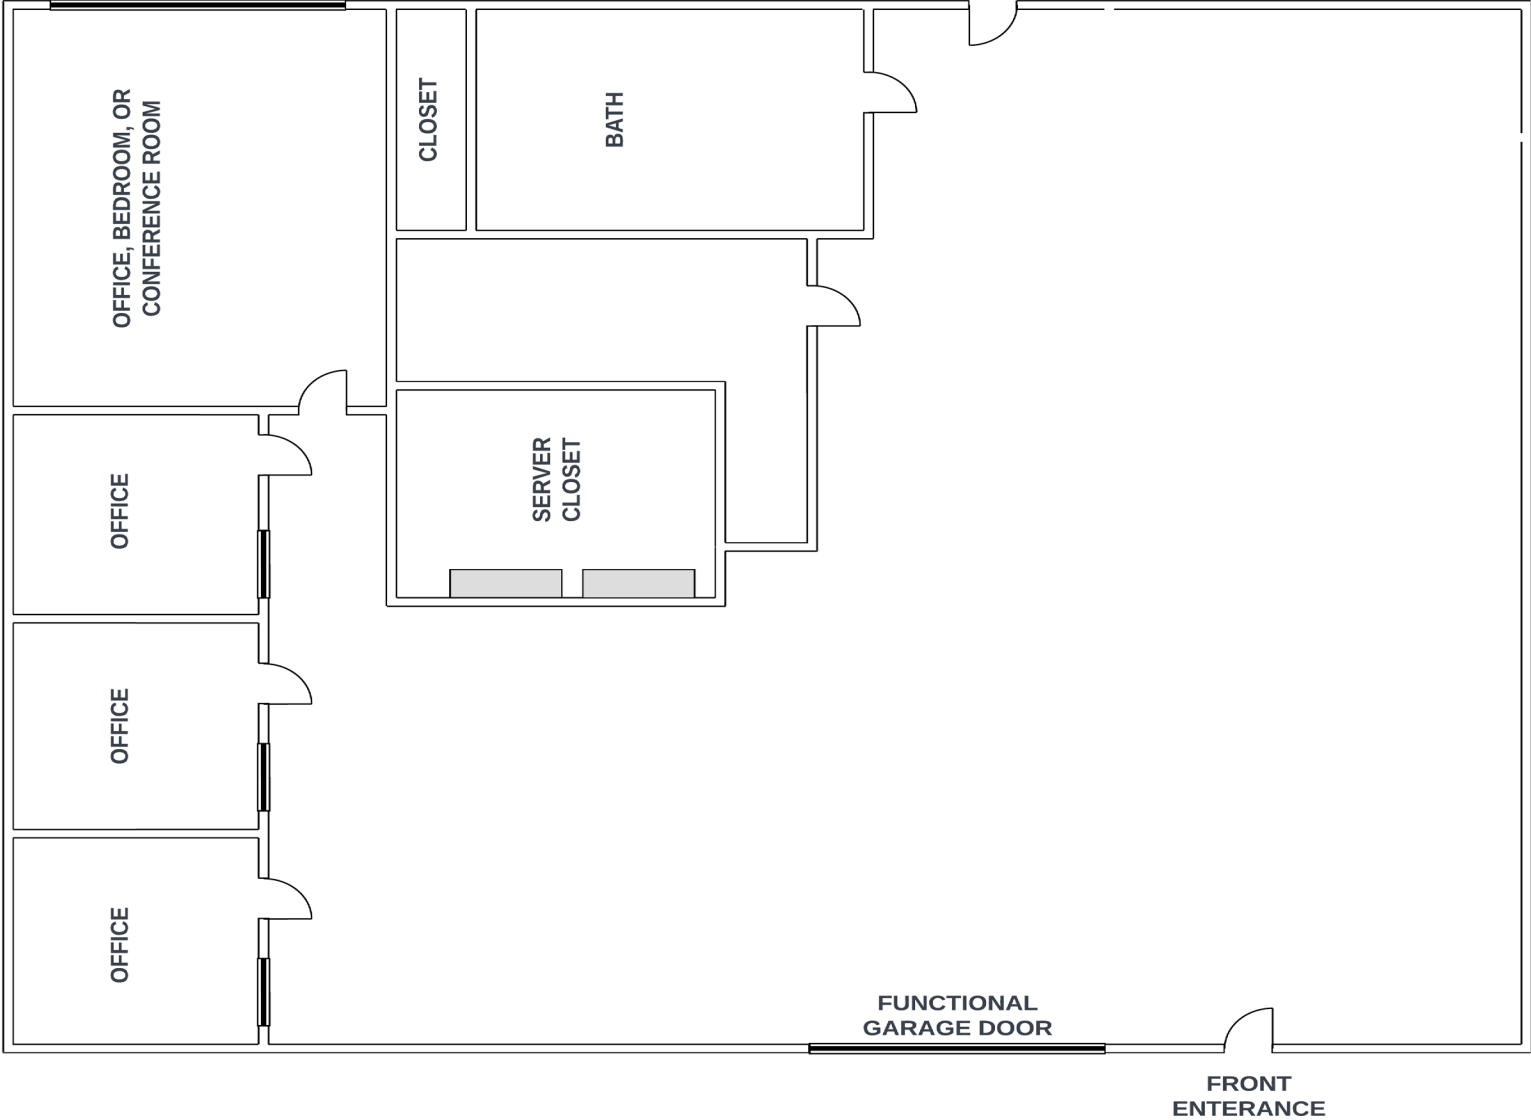 OFFICE, BEDROOM, OR
CONFERENCE ROOM
CLOSET
BATH
SERVER
CLOSET
OFFICE
OFFICE
OFFICE
FUNCTIONAL
GARAGE DOOR
FRONT
ENTERANCE